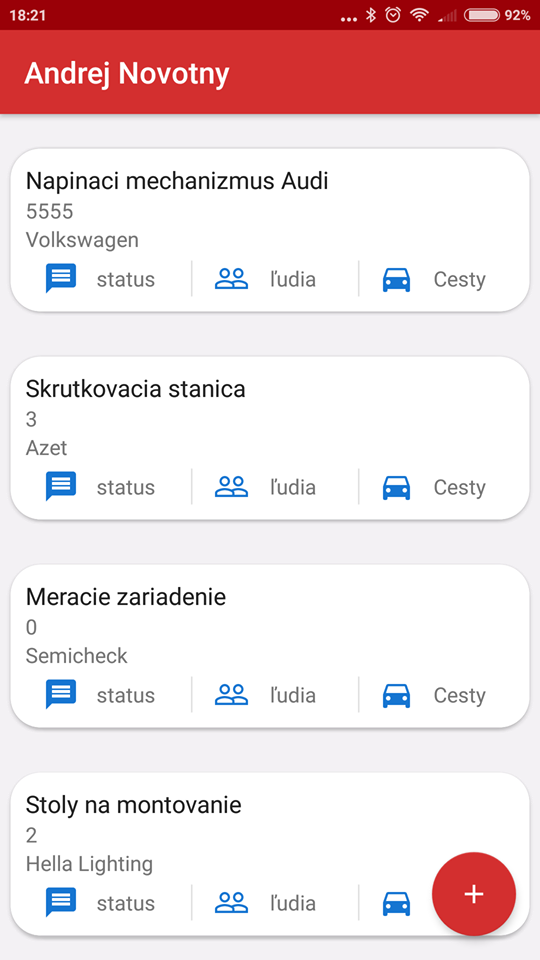 18:21 92%
Andrej Novotny
Napinaci mechanizmus Audi
5555
Volkswagen
status ľudia Cesty
Skrutkovacia stanica
3
Azet
status ľudia Cesty
Meracie zariadenie
0
Semicheck
status ľudia Cesty
Stoly na montovanie
2
Hella Lighting
status ľudia